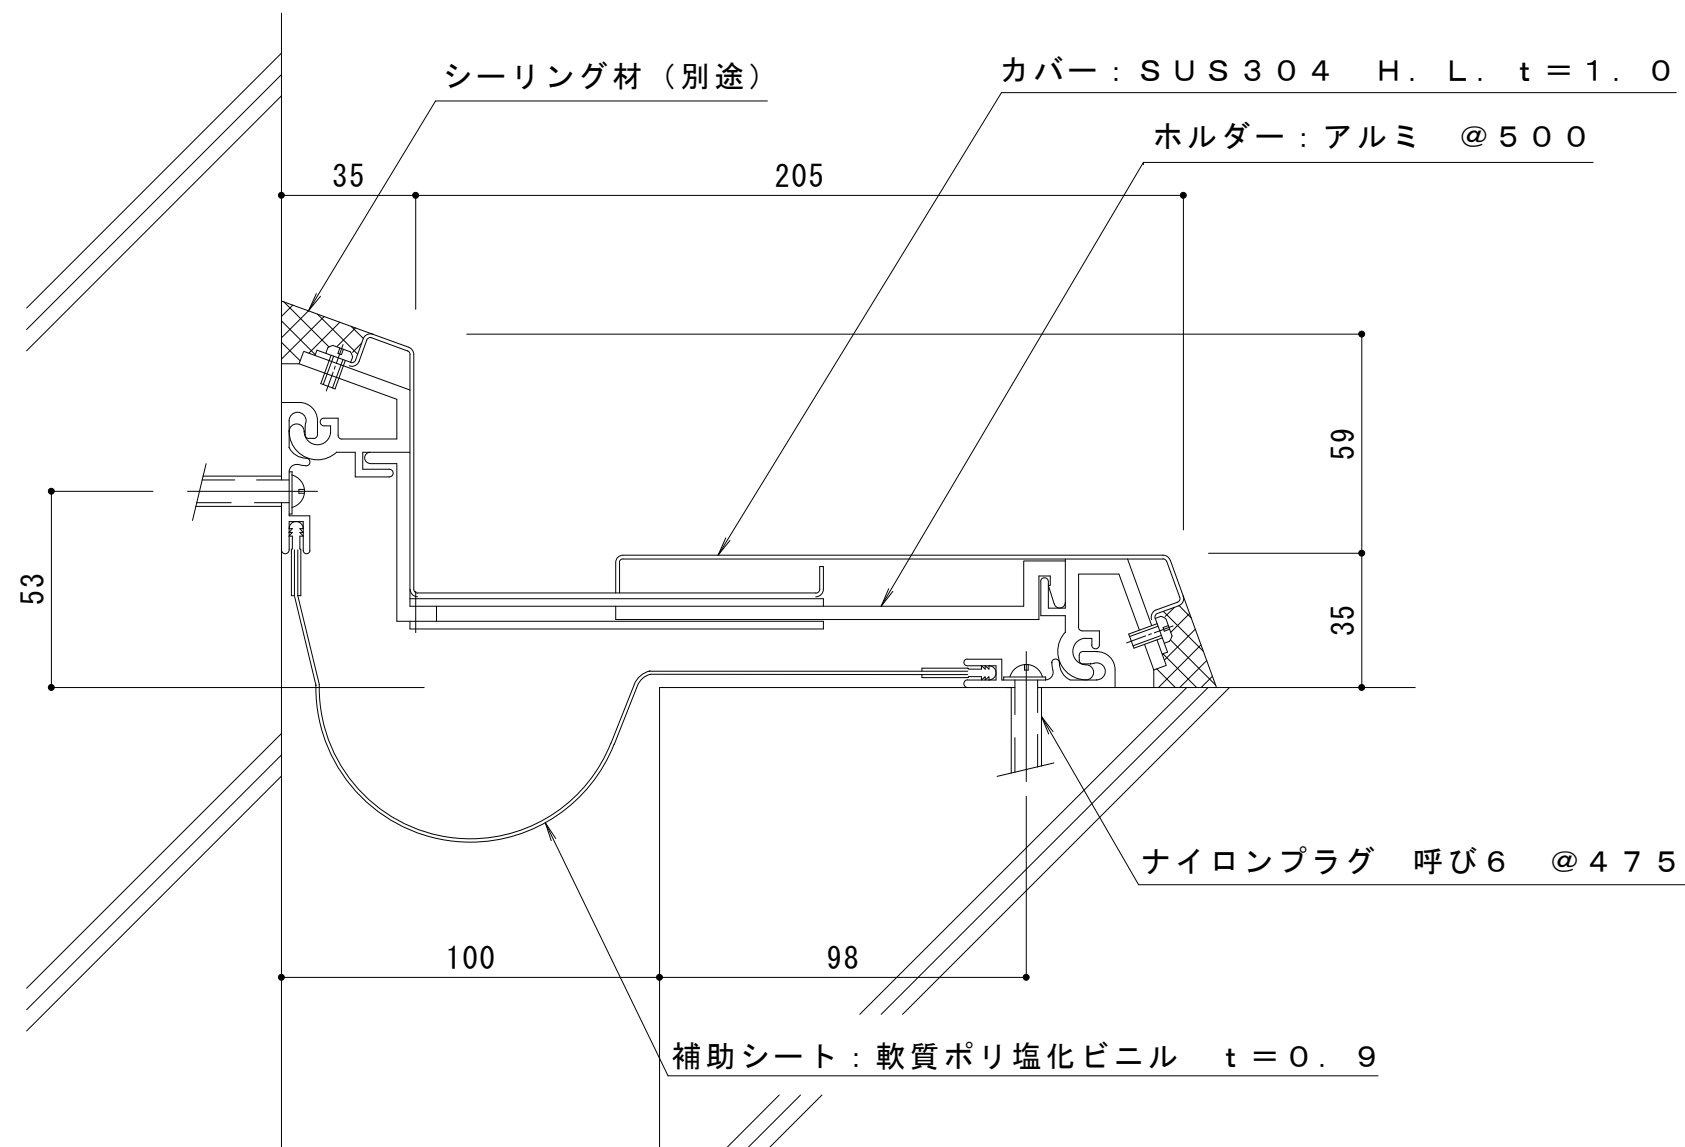 シーリング材（別途）
カバー：ＳＵＳ３０４　Ｈ．Ｌ．ｔ＝１．０
ホルダー：アルミ　＠５００
35
205
59
53
35
ナイロンプラグ　呼び６　＠４７５
100
98
補助シート：軟質ポリ塩化ビニル　ｔ＝０．９